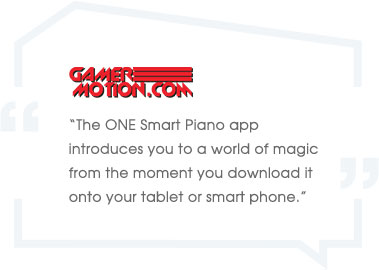 GAMER
MOTION.COM
“The ONE Smart Piano app
introduces you to a world of magic
from the moment you download it
onto your tablet or smart phone.”